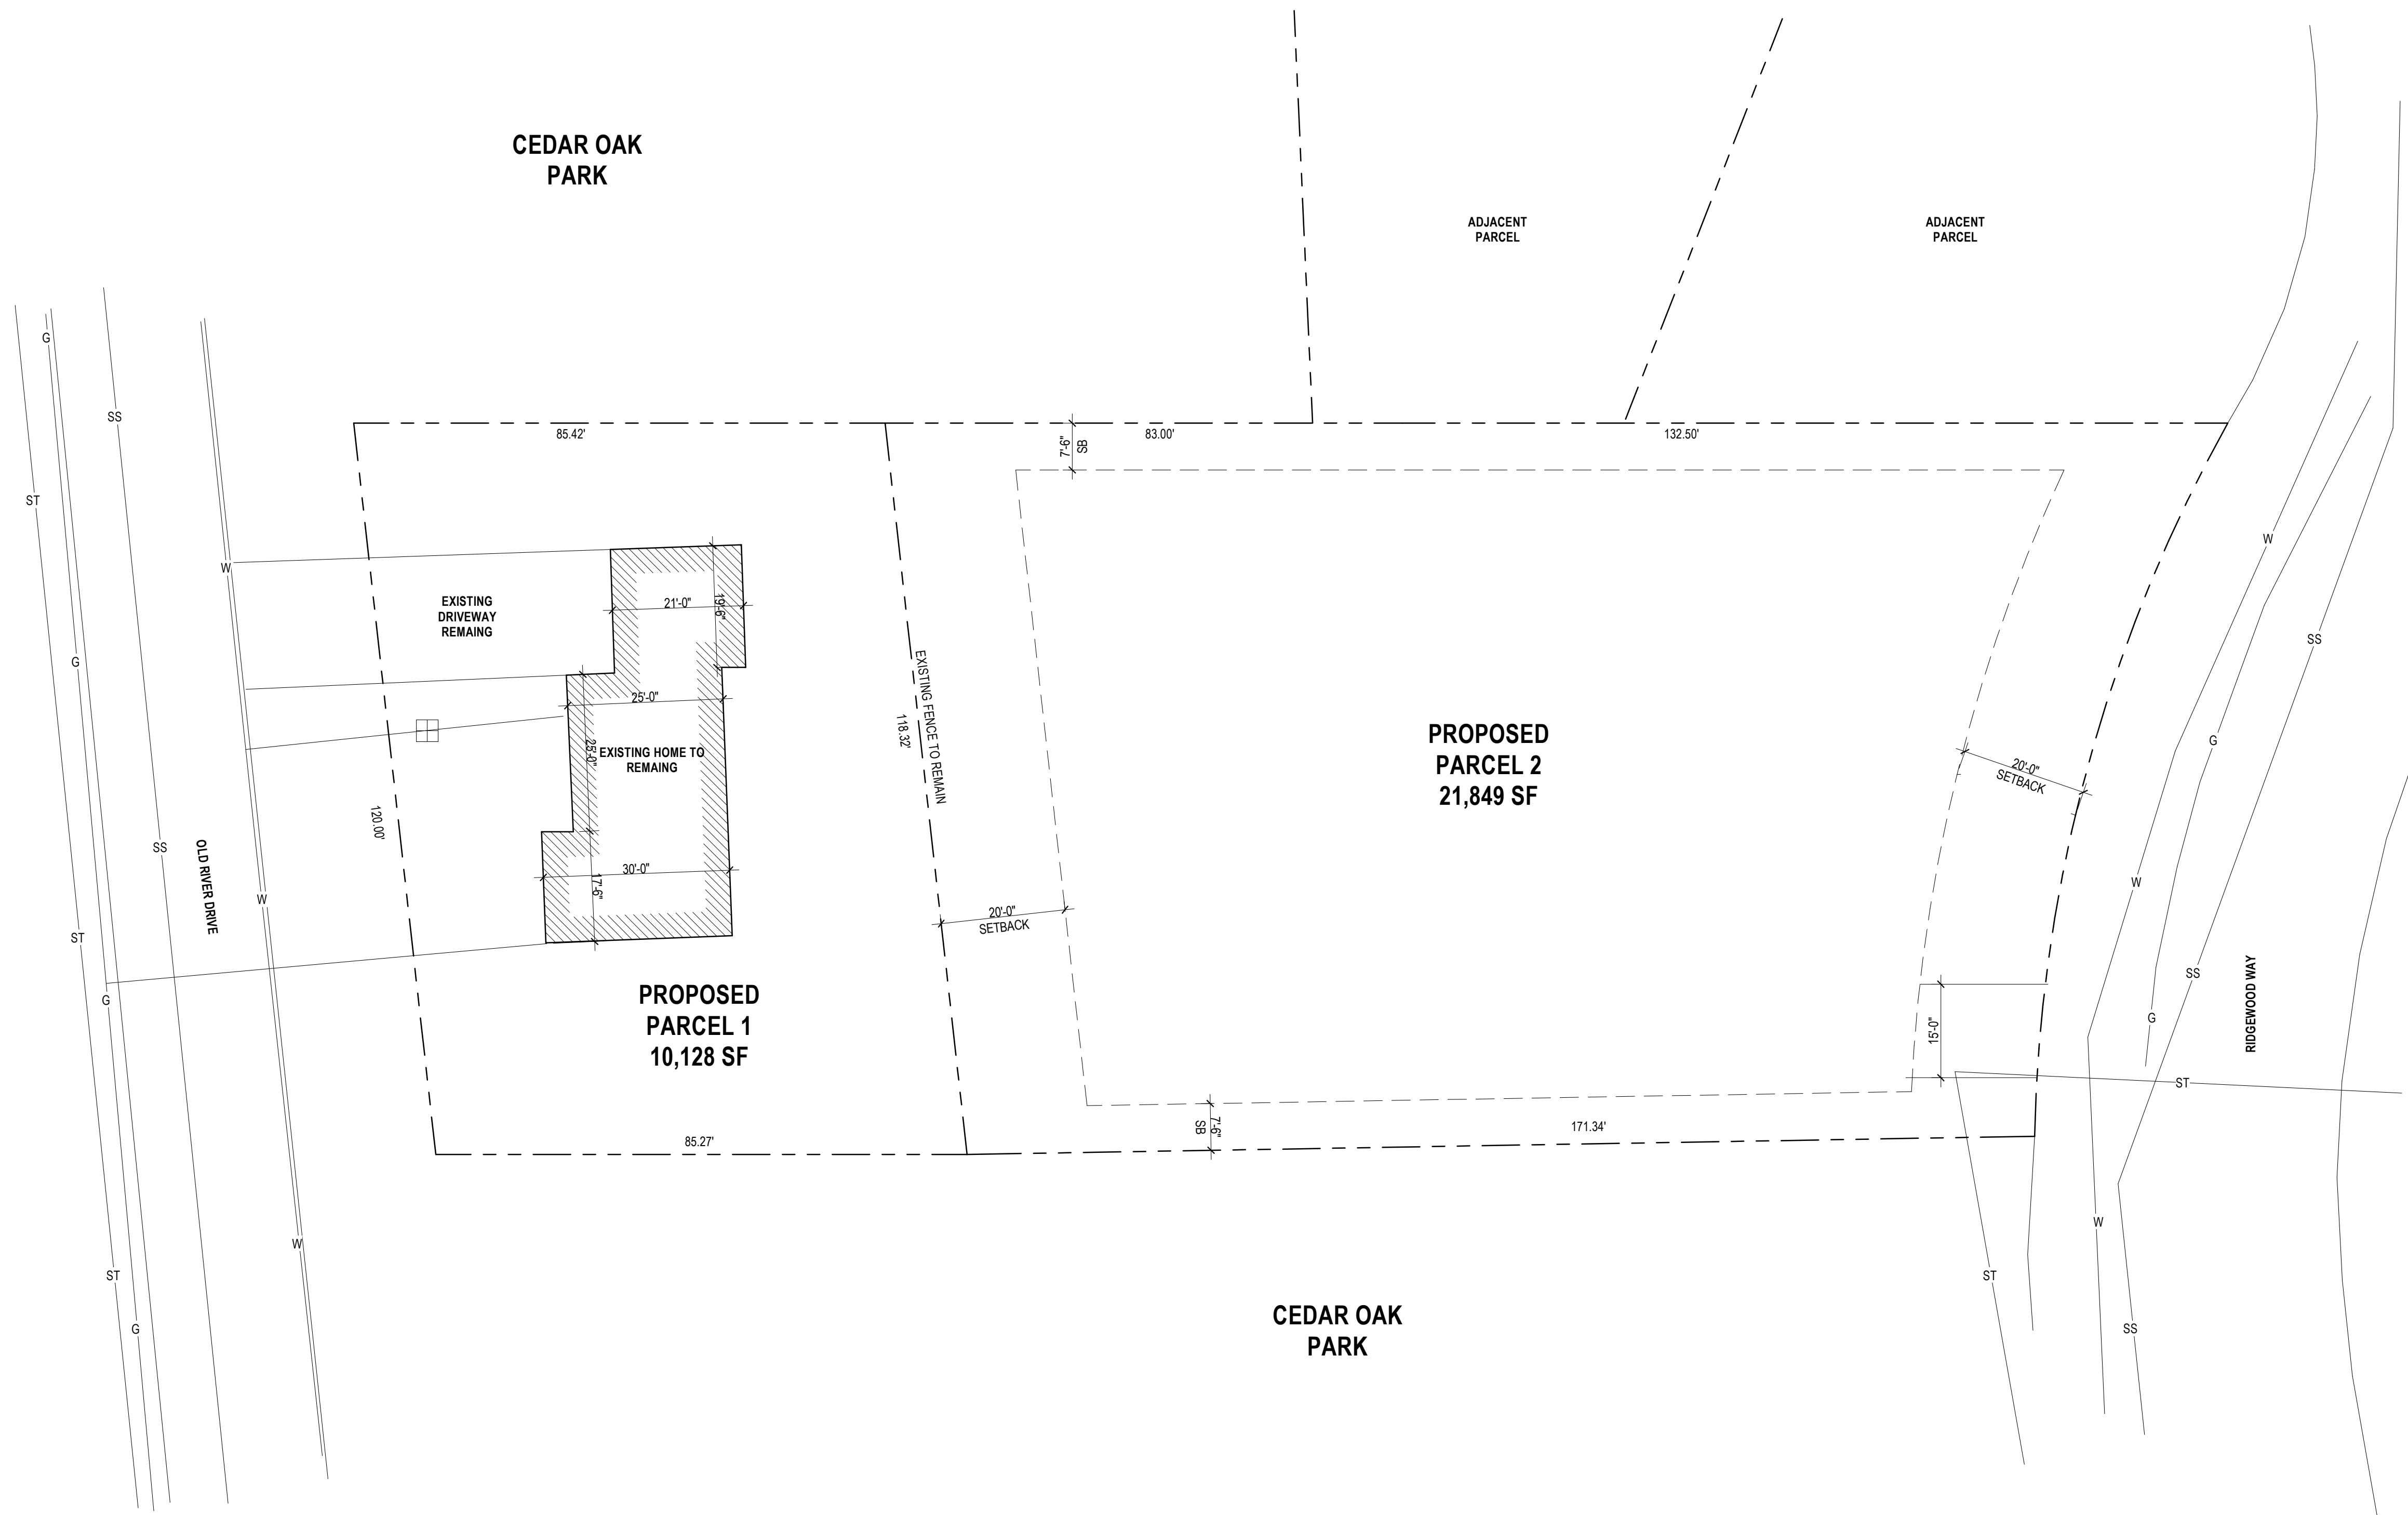 CEDAR OAK
PARK
ADJACENT
PARCEL
ADJACENT
PARCEL
G
SS
ST
85.42'
7'-6"
SB
83.00'
132.50'
W
W
EXISTING
DRIVEWAY
REMAING
21'-0"
19'-6"
G
SS
EXISTING FENCE TO REMAIN
118.32'
25'-0"
25'-0"
EXISTING HOME TO
REMAING
PROPOSED
PARCEL 2
21,849 SF
G
20'-0"
SETBACK
120.00'
SS
OLD RIVER DRIVE
W
30'-0"
17'-6"
20'-0"
SETBACK
W
ST
G
PROPOSED
PARCEL 1
10,128 SF
SS
RIDGEWOOD WAY
G
15'-0"
ST
85.27'
7'-6"
SB
171.34'
W
W
ST
ST
G
SS
CEDAR OAK
PARK